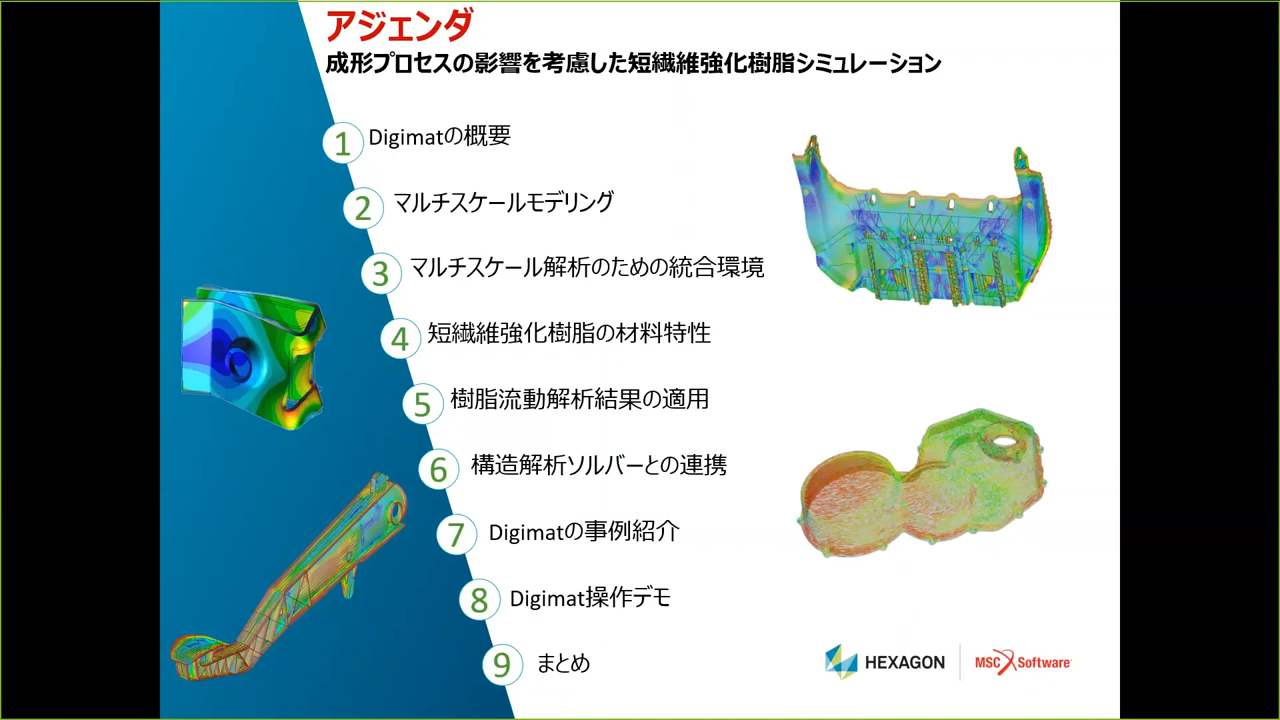 アジェンダ
成形プロセスの影響を考慮した短繊維強化樹脂シミュレーション
1 Digimatの概要
2 マルチスケールモデリング
3 マルチスケール解析のための統合環境
4 短繊維強化樹脂の材料特性
5 樹脂流動解析結果の適用
6 構造解析ソルバーとの連携
7 Digimatの事例紹介
8 Digimat操作デモ
9 まとめ
HEXAGON
MSC Software